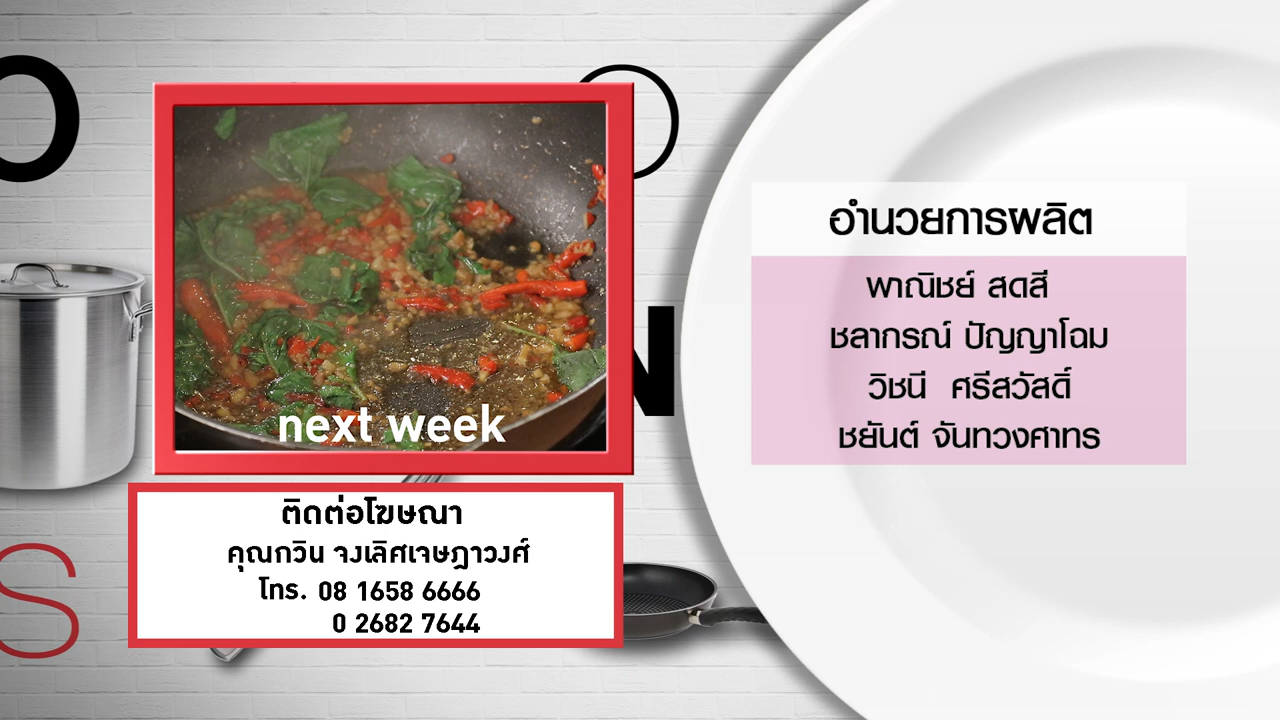 next week
ติดต่อโฆษณา
คุณกวิน จงเลิศเจษฎาวงศ์
โทร. 08 1658 6666
0 2682 7644
อำนวยการผลิต
พาณิชย์ สดสี
ชลากรณ์ ปัญญาโฉม
วิชนี ศรีสวัสดิ์
ชยันต์ จันทวงศาทร